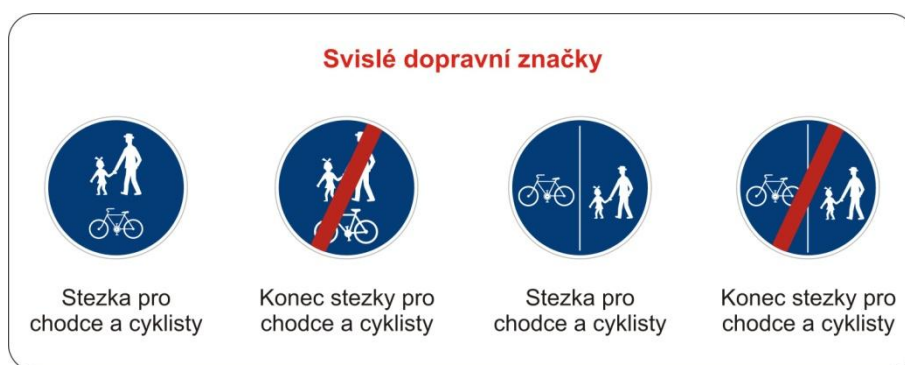 Svislé dopravní značky
Stezka pro
chodce a cyklisty
Konec stezky pro
chodce a cyklisty
Stezka pro
chodce a cyklisty
Konec stezky pro
chodce a cyklisty